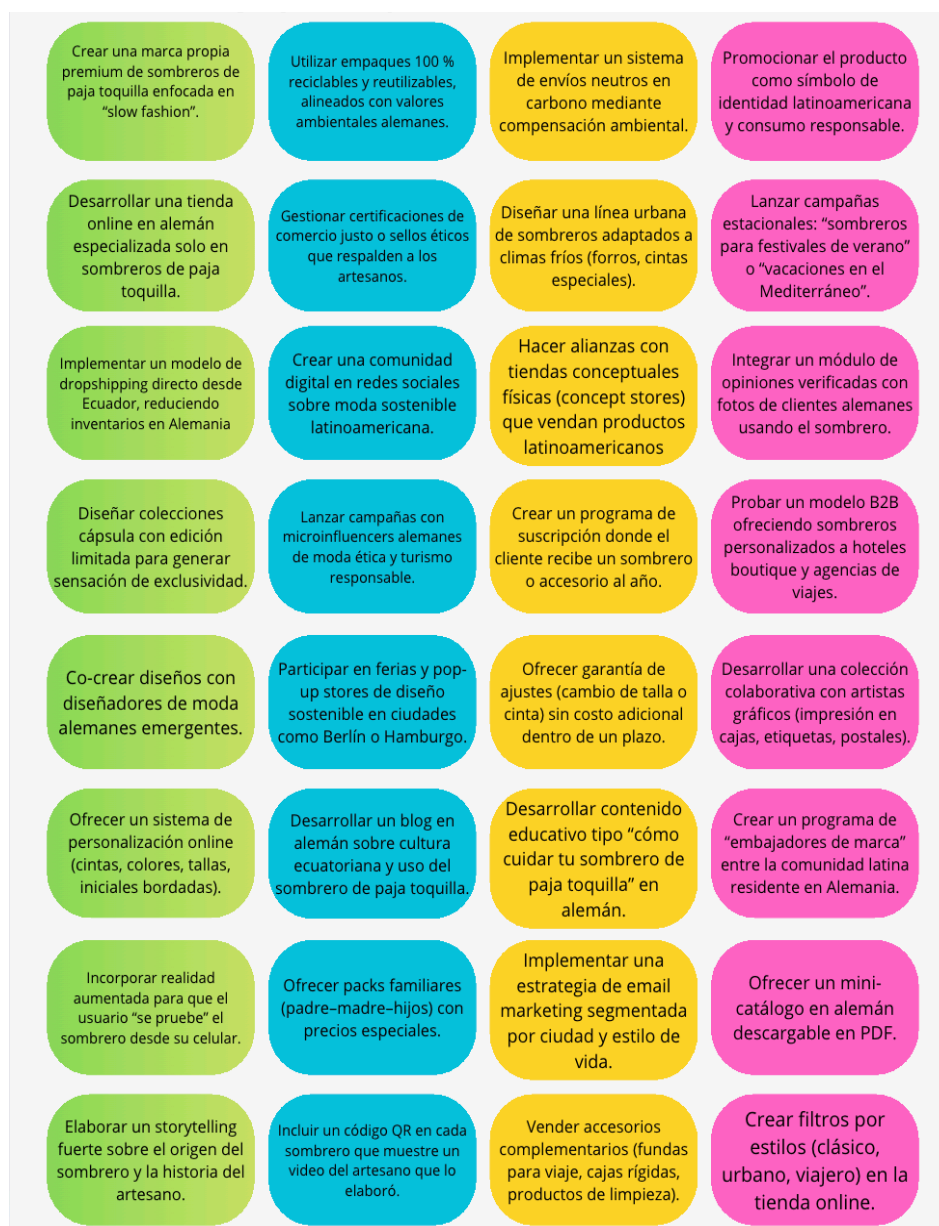 Crear una marca propia
premium de sombreros de
paja toquilla enfocada en
“slow fashion”.
Utilizar empaques 100 %
reciclables y reutilizables,
alineados con valores
ambientales alemanes.
Implementar un sistema
de envíos neutros en
carbono mediante
compensación ambiental.
Promocionar el producto
como símbolo de
identidad latinoamericana
y consumo responsable.
Desarrollar una tienda
online en alemán
especializada solo en
sombreros de paja
toquilla.
Gestionar certificaciones de
comercio justo o sellos éticos
que respalden a los
artesanos.
Diseñar una línea urbana
de sombreros adaptados a
climas fríos (forros, cintas
especiales).
Lanzar campañas
estacionales: “sombreros
para festivales de verano”
o “vacaciones en el
Mediterráneo”.
Implementar un modelo de
dropshipping directo desde
Ecuador, reduciendo
inventarios en Alemania
Crear una comunidad
digital en redes sociales
sobre moda sostenible
latinoamericana.
Hacer alianzas con
tiendas conceptuales
físicas (concept stores)
que vendan productos
latinoamericanos
Integrar un módulo de
opiniones verificadas con
fotos de clientes alemanes
usando el sombrero.
Diseñar colecciones
cápsula con edición
limitada para generar
sensación de exclusividad.
Lanzar campañas con
microinfluencers alemanes
de moda ética y turismo
responsable.
Crear un programa de
suscripción donde el
cliente recibe un sombrero
o accesorio al año.
Probar un modelo B2B
ofreciendo sombreros
personalizados a hoteles
boutique y agencias de
viajes.
Co-crear diseños con
diseñadores de moda
alemanes emergentes.
Participar en ferias y pop-
up stores de diseño
sostenible en ciudades
como Berlín o Hamburgo.
Ofrecer garantía de
ajustes (cambio de talla o
cinta) sin costo adicional
dentro de un plazo.
Desarrollar una colección
colaborativa con artistas
gráficos (impresión en
cajas, etiquetas, postales).
Ofrecer un sistema de
personalización online
(cintas, colores, tallas,
iniciales bordadas).
Desarrollar un blog en
alemán sobre cultura
ecuatoriana y uso del
sombrero de paja toquilla.
Desarrollar contenido
educativo tipo “cómo
cuidar tu sombrero de
paja toquilla” en
alemán.
Crear un programa de
“embajadores de marca”
entre la comunidad latina
residente en Alemania.
Incorporar realidad
aumentada para que el
usuario “se pruebe” el
sombrero desde su celular.
Ofrecer packs familiares
(padre–madre–hijos) con
precios especiales.
Implementar una
estrategia de email
marketing segmentada
por ciudad y estilo de
vida.
Ofrecer un mini-
catálogo en alemán
descargable en PDF.
Elaborar un storytelling
fuerte sobre el origen del
sombrero y la historia del
artesano.
Incluir un código QR en cada
sombrero que muestre un
video del artesano que lo
elaboró.
Vender accesorios
complementarios (fundas
para viaje, cajas rígidas,
productos de limpieza).
Crear filtros por
estilos (clásico,
urbano, viajero) en la
tienda online.